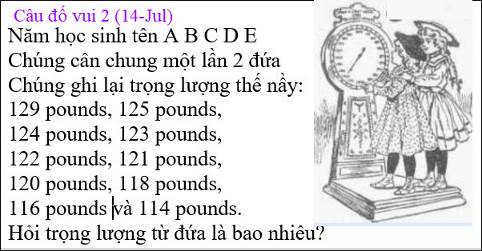 Câu đố vui 2 (14-Jul)
Năm học sinh tên A B C D E
Chúng cân chung một lần 2 đứa
Chúng ghi lại trọng lượng thế nầy:
129 pounds, 125 pounds,
124 pounds, 123 pounds,
122 pounds, 121 pounds,
120 pounds, 118 pounds,
116 pounds và 114 pounds.
Hỏi trọng lượng từ đứa là bao nhiêu?